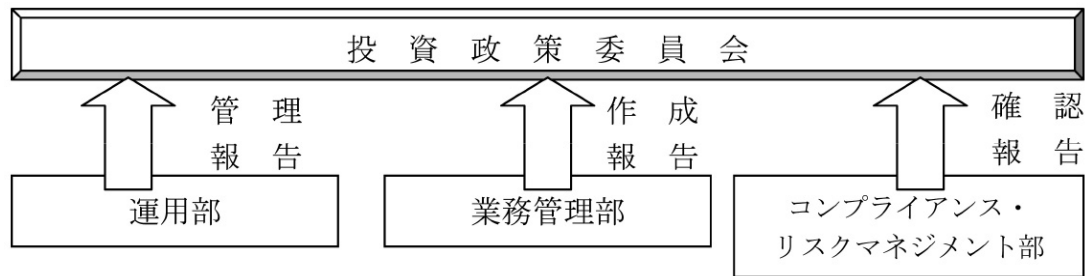 投資政策委員会
管理
報告
作成
報告
確認
報告
運用部
業務管理部
コンプライアンス・
リスクマネジメント部